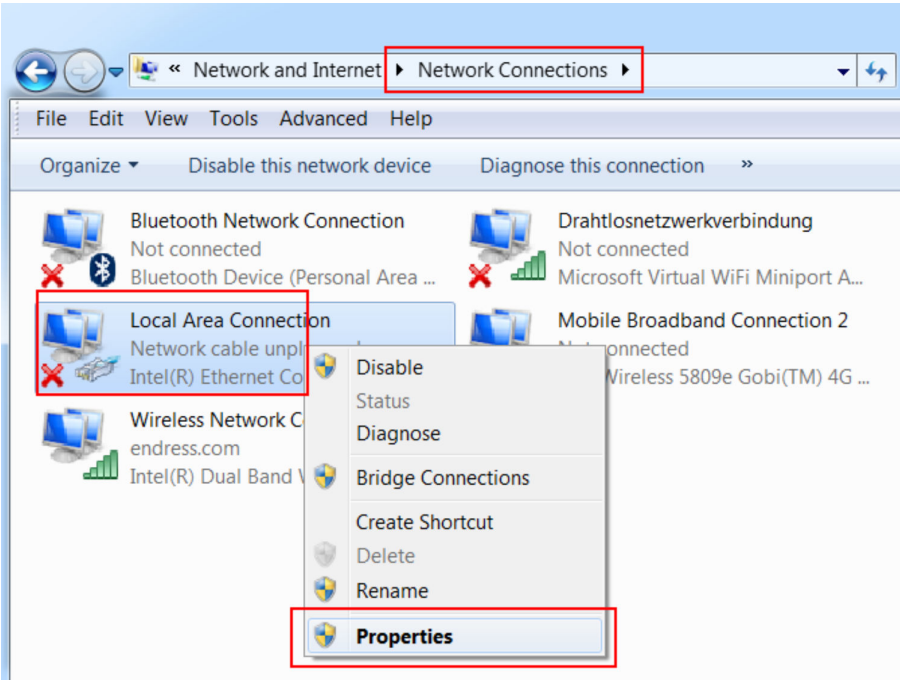 « Network and Internet ▸ Network Connections ▸
File Edit View Tools Advanced Help
Organize Disable this network device Diagnose this connection »
Bluetooth Network Connection
Not connected
Bluetooth Device (Personal Area ...
Drahtlosnetzwerkverbindung
Not connected
Microsoft Virtual WiFi Miniport A...
Local Area Connection
Network cable
Intel(R) Ethernet
Mobile Broadband Connection 2
Wireless 5809e Gobi(TM) 4G ...
Wireless Network
endress.com
Intel(R) Dual Band
Disable
Status
Diagnose
Bridge Connections
Create Shortcut
Delete
Rename
Properties